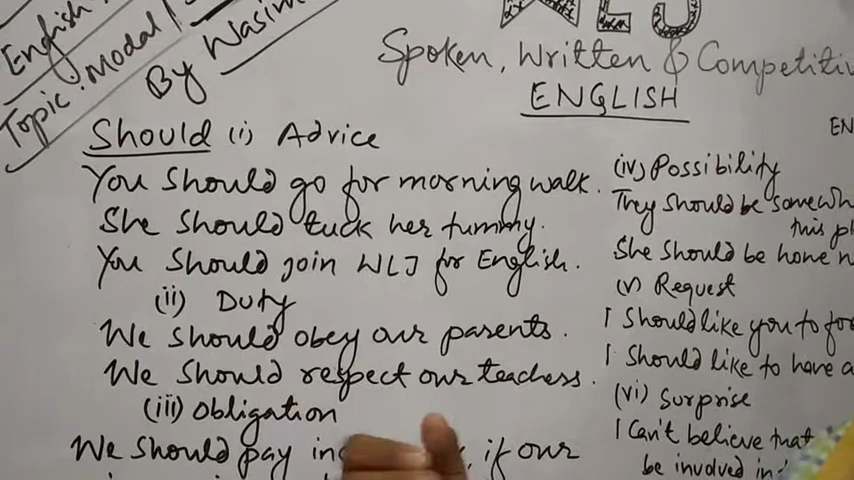 English
Topic: Modal
By Wasim
WLJ
Spoken, Written & Competitiv
ENGLISH
Should (i) Advice
You should go for morning walk.
She should tuck her tummy.
You should join WLJ for English.
(ii) Duty
We should obey our parents.
We should respect our teachers.
(iii) Obligation
We should pay inc , if our
EN
(iv) Possibility
They should be somewh
this pl
She should be home n
(v) Request
I should like you to fo
I should like to have a
(vi) Surprise
I can't believe that
be involved in